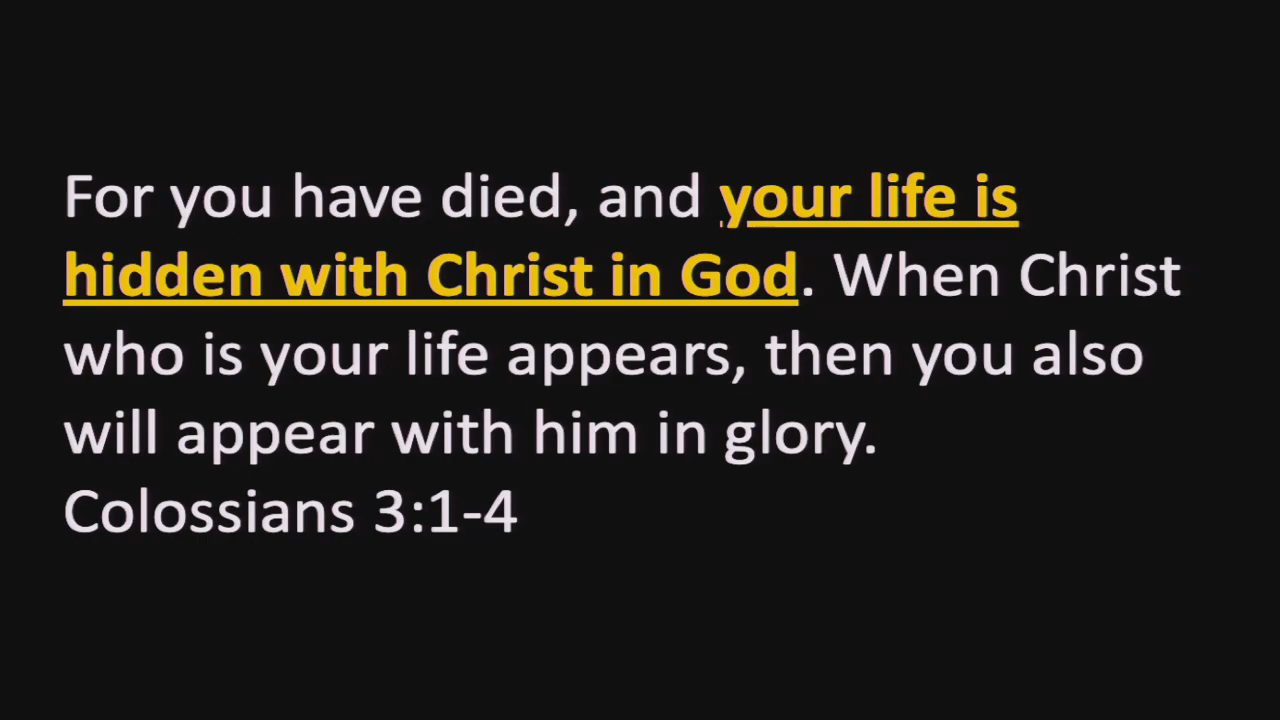 For you have died, and your life is
hidden with Christ in God. When Christ
who is your life appears, then you also
will appear with him in glory.
Colossians 3:1-4